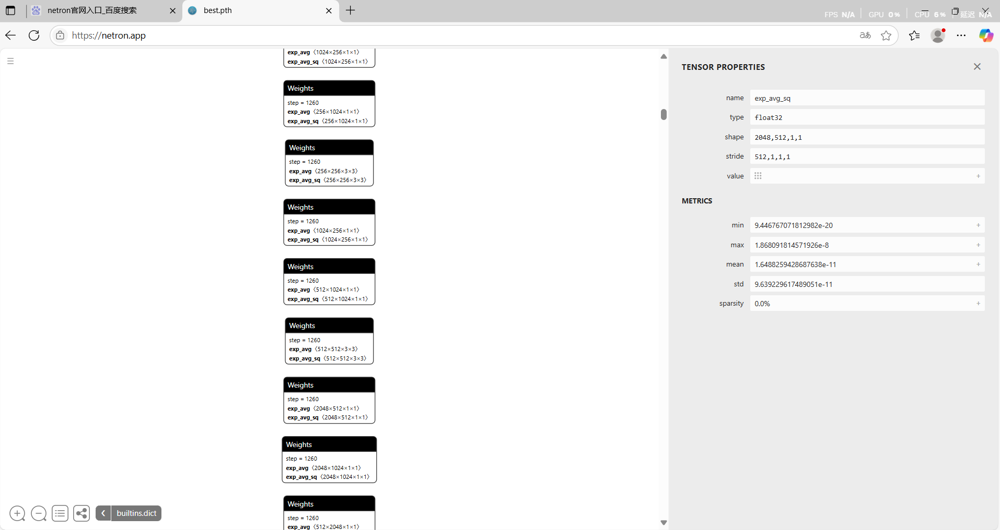 netron官网入口_百度搜索
best.pth
FPS N/A GPU 0% CPU 6% 延迟 N/A
https://netron.app
exp_avg〈1024×256×1×1〉
exp_avg_sq〈1024×256×1×1〉
Weights
step = 1260
exp_avg〈256×1024×1×1〉
exp_avg_sq〈256×1024×1×1〉
Weights
step = 1260
exp_avg〈256×256×3×3〉
exp_avg_sq〈256×256×3×3〉
Weights
step = 1260
exp_avg〈1024×256×1×1〉
exp_avg_sq〈1024×256×1×1〉
Weights
step = 1260
exp_avg〈512×1024×1×1〉
exp_avg_sq〈512×1024×1×1〉
Weights
step = 1260
exp_avg〈512×512×3×3〉
exp_avg_sq〈512×512×3×3〉
Weights
step = 1260
exp_avg〈2048×512×1×1〉
exp_avg_sq〈2048×512×1×1〉
Weights
step = 1260
exp_avg〈2048×1024×1×1〉
exp_avg_sq〈2048×1024×1×1〉
Weights
step = 1260
exp_avg〈512×2048×1×1〉
builtins.dict
TENSOR PROPERTIES
name exp_avg_sq
type float32
shape 2048,512,1,1
stride 512,1,1,1
value +
METRICS
min 9.446767071812982e-20 +
max 1.868091814571926e-8 +
mean 1.6488259428687638e-11 +
std 9.639229617489051e-11
sparsity 0.0% +